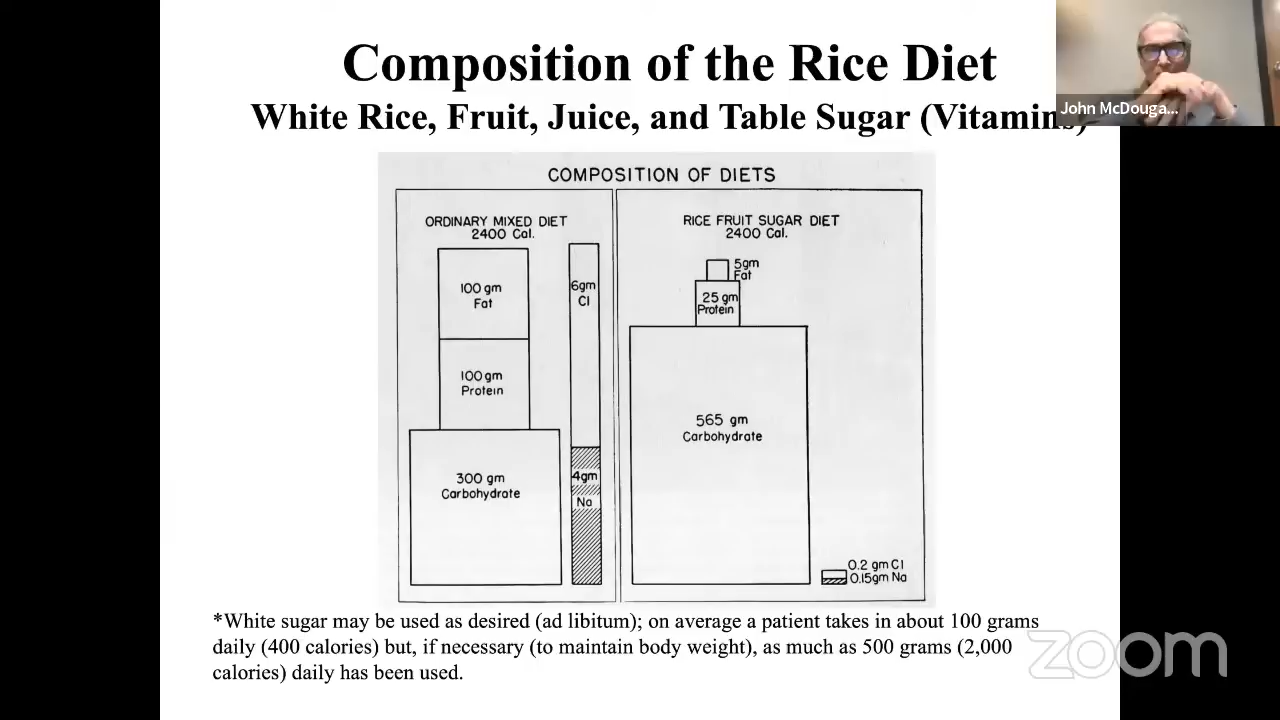 Composition of the Rice Diet
White Rice, Fruit, Juice, and Table Sugar (Vitamins)
John McDouga...
COMPOSITION OF DIETS
ORDINARY MIXED DIET
2400 Cal.
100 gm
Fat
100 gm
Protein
300 gm
Carbohydrate
6gm
Cl
4gm
Na
RICE FRUIT SUGAR DIET
2400 Cal.
5gm
Fat
25 gm
Protein
565 gm
Carbohydrate
0.2 gm Cl
0.15gm Na
*White sugar may be used as desired (ad libitum); on average a patient takes in about 100 grams
daily (400 calories) but, if necessary (to maintain body weight), as much as 500 grams (2,000
calories) daily has been used.
zoom